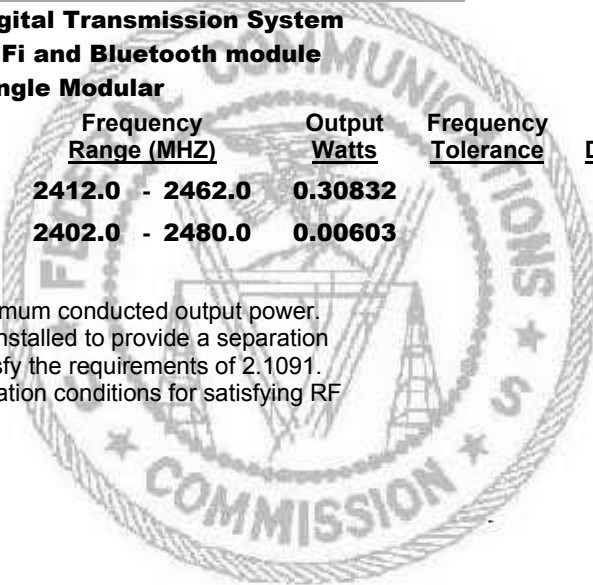 gital Transmission System
Fi and Bluetooth module
ngle Modular
Frequency Output Frequency
Range (MHZ) Watts Tolerance D
2412.0 - 2462.0 0.30832
2402.0 - 2480.0 0.00603
mum conducted output power.
nstalled to provide a separation
sfy the requirements of 2.1091.
ation conditions for satisfying RF
COMMUNICATIONS
COMMISSION